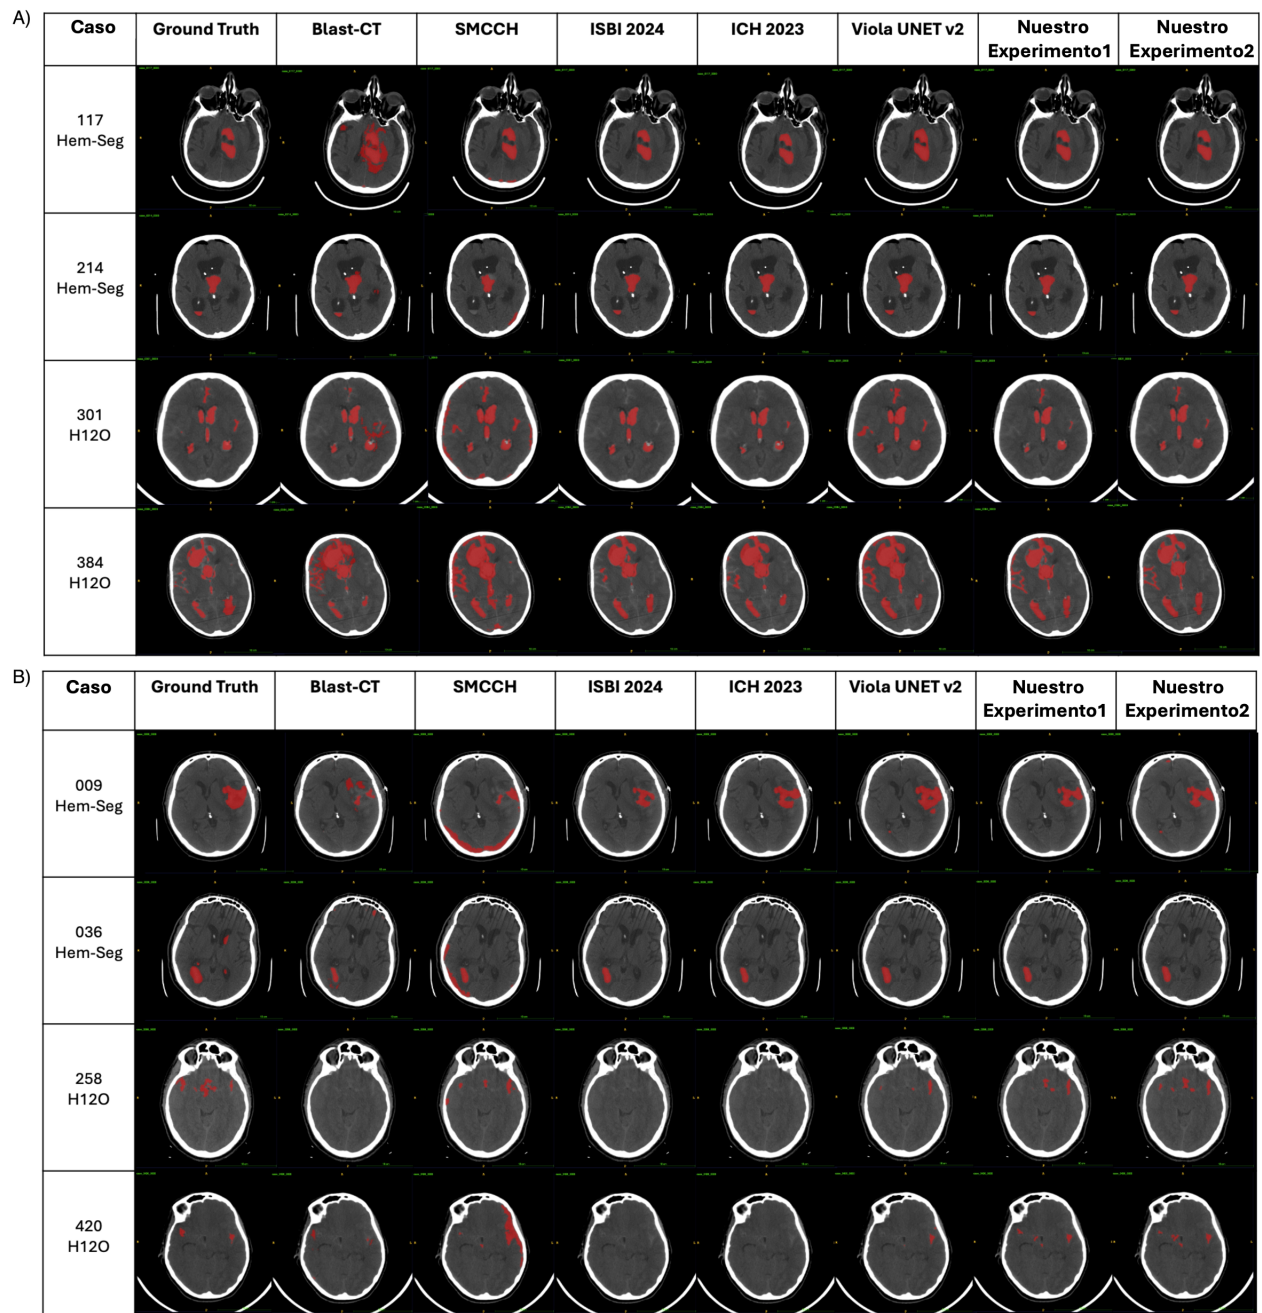 A)
Caso Ground Truth Blast-CT SMCCH ISBI 2024 ICH 2023 Viola UNET v2 Nuestro Nuestro
Experimento1 Experimento2
117
Hem-Seg
214
Hem-Seg
301
H12O
384
H12O
B)
Caso Ground Truth Blast-CT SMCCH ISBI 2024 ICH 2023 Viola UNET v2 Nuestro Nuestro
Experimento1 Experimento2
009
Hem-Seg
036
Hem-Seg
258
H12O
420
H12O